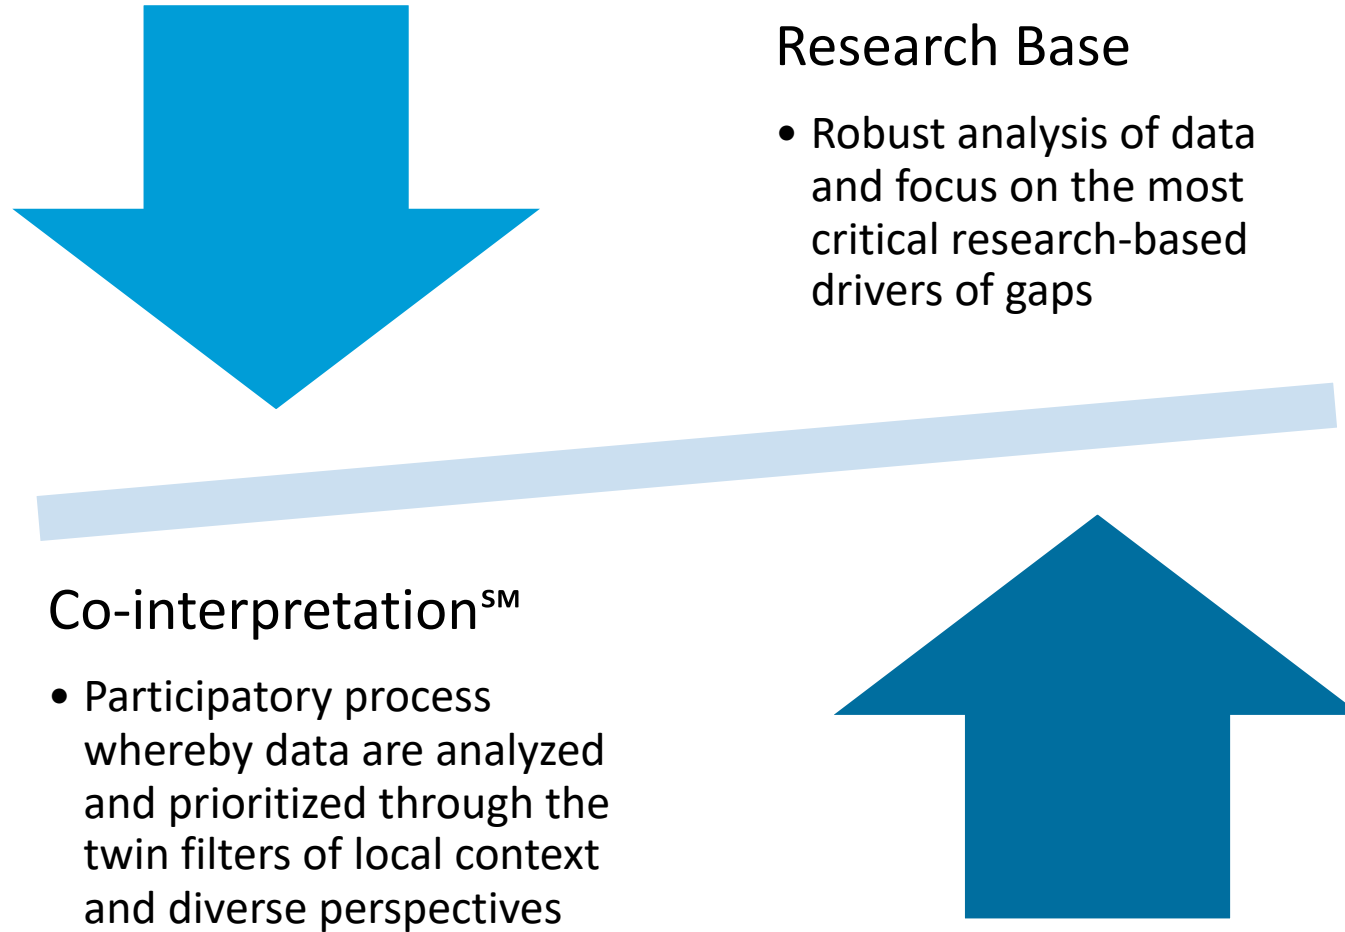 Research Base
• Robust analysis of data
and focus on the most
critical research-based
drivers of gaps
Co-interpretation℠
• Participatory process
whereby data are analyzed
and prioritized through the
twin filters of local context
and diverse perspectives